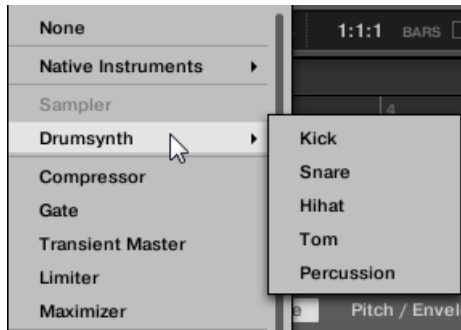 None
Native Instruments
Sampler
Drumsynth
Compressor
Gate
Transient Master
Limiter
Maximizer
1:1:1 BARS
4
Kick
Snare
Hihat
Tom
Percussion
Pitch / Envel